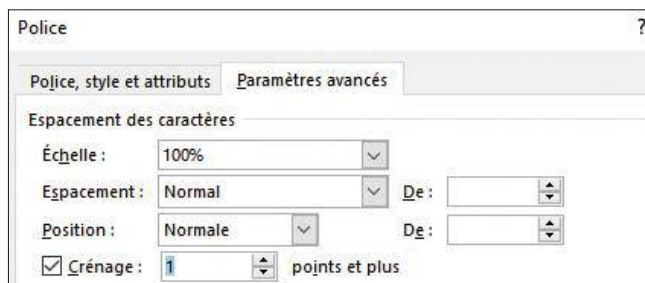 Police ?
Police, style et attributs Paramètres avancés
Espacement des caractères
Échelle : 100%
Espacement : Normal De :
Position : Normale De :
Crénage : 1 points et plus